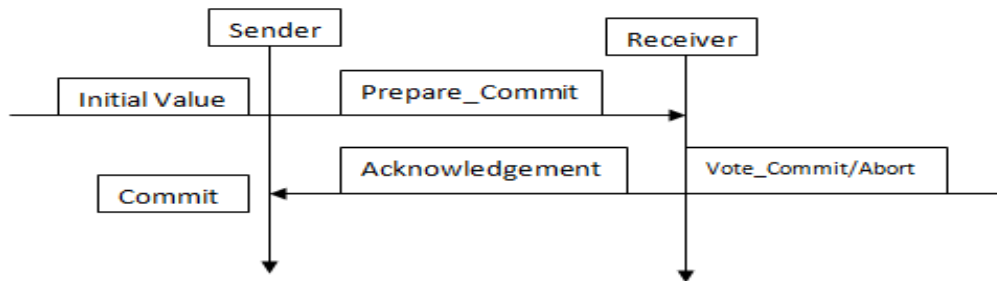 Sender
Receiver
Initial Value
Prepare_Commit
Acknowledgement
Vote_Commit/Abort
Commit